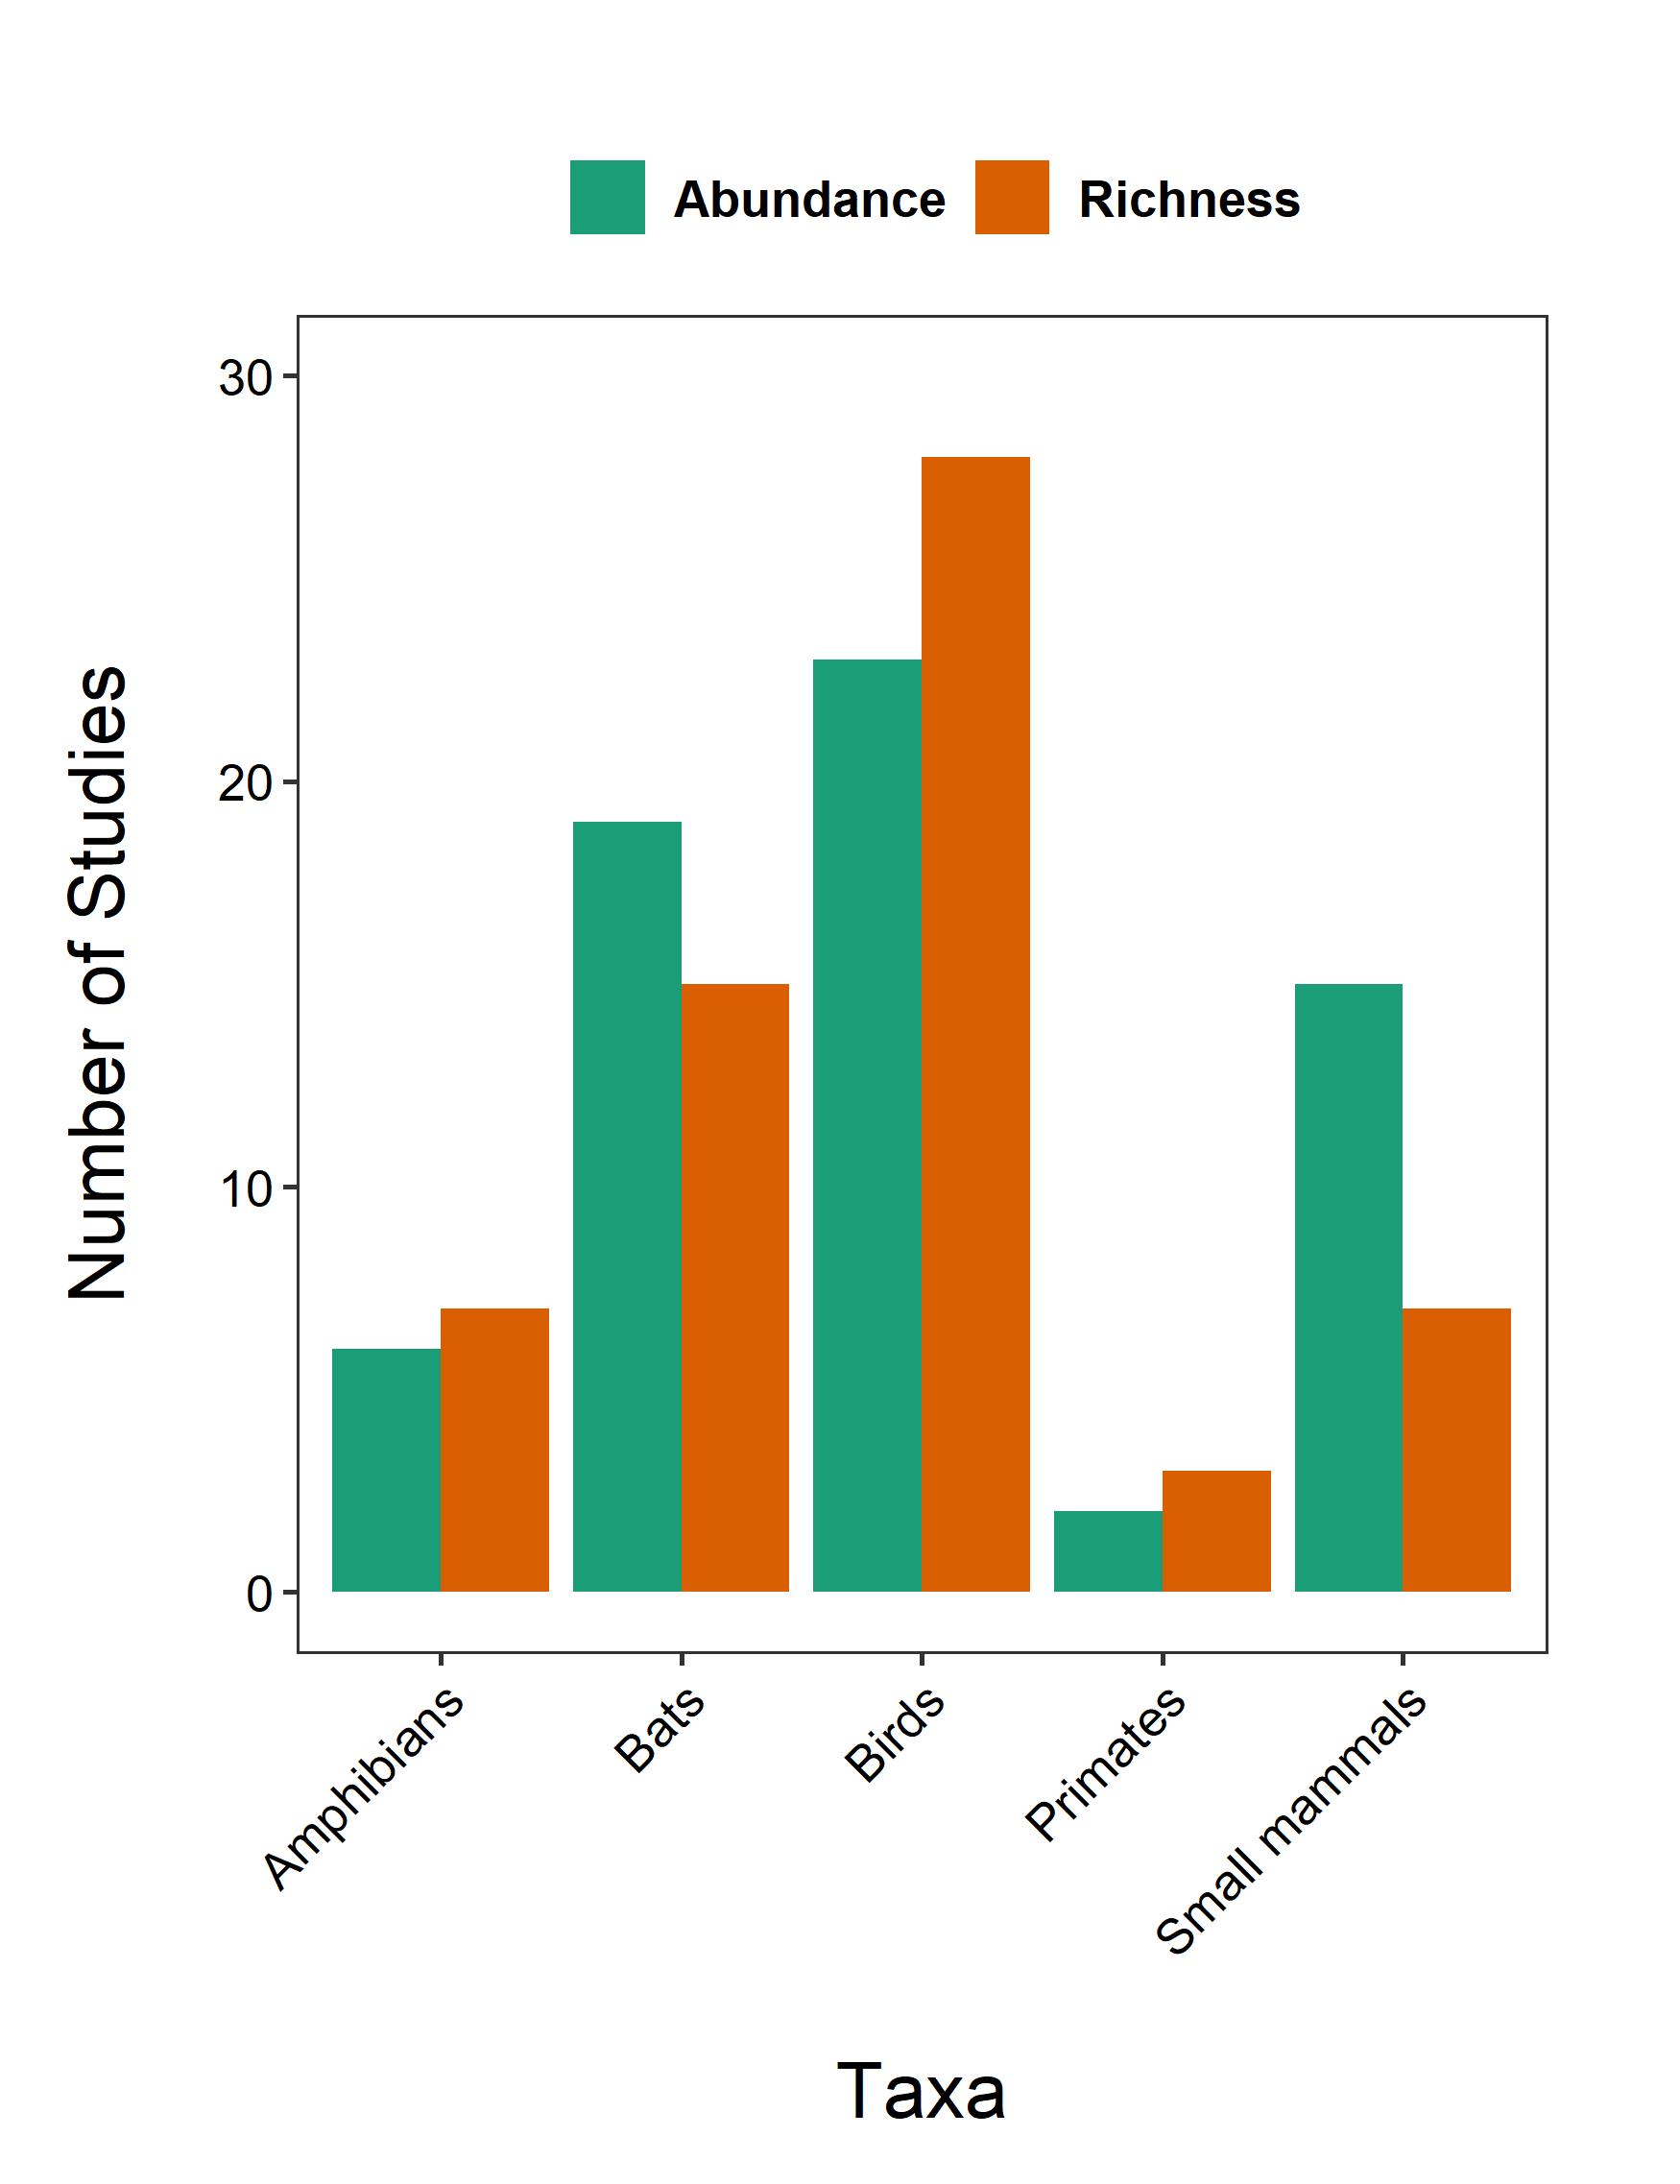 Abundance Richness
30
20
10
0
Number of Studies
Amphibians
Bats
Birds
Primates
Small mammals
Taxa